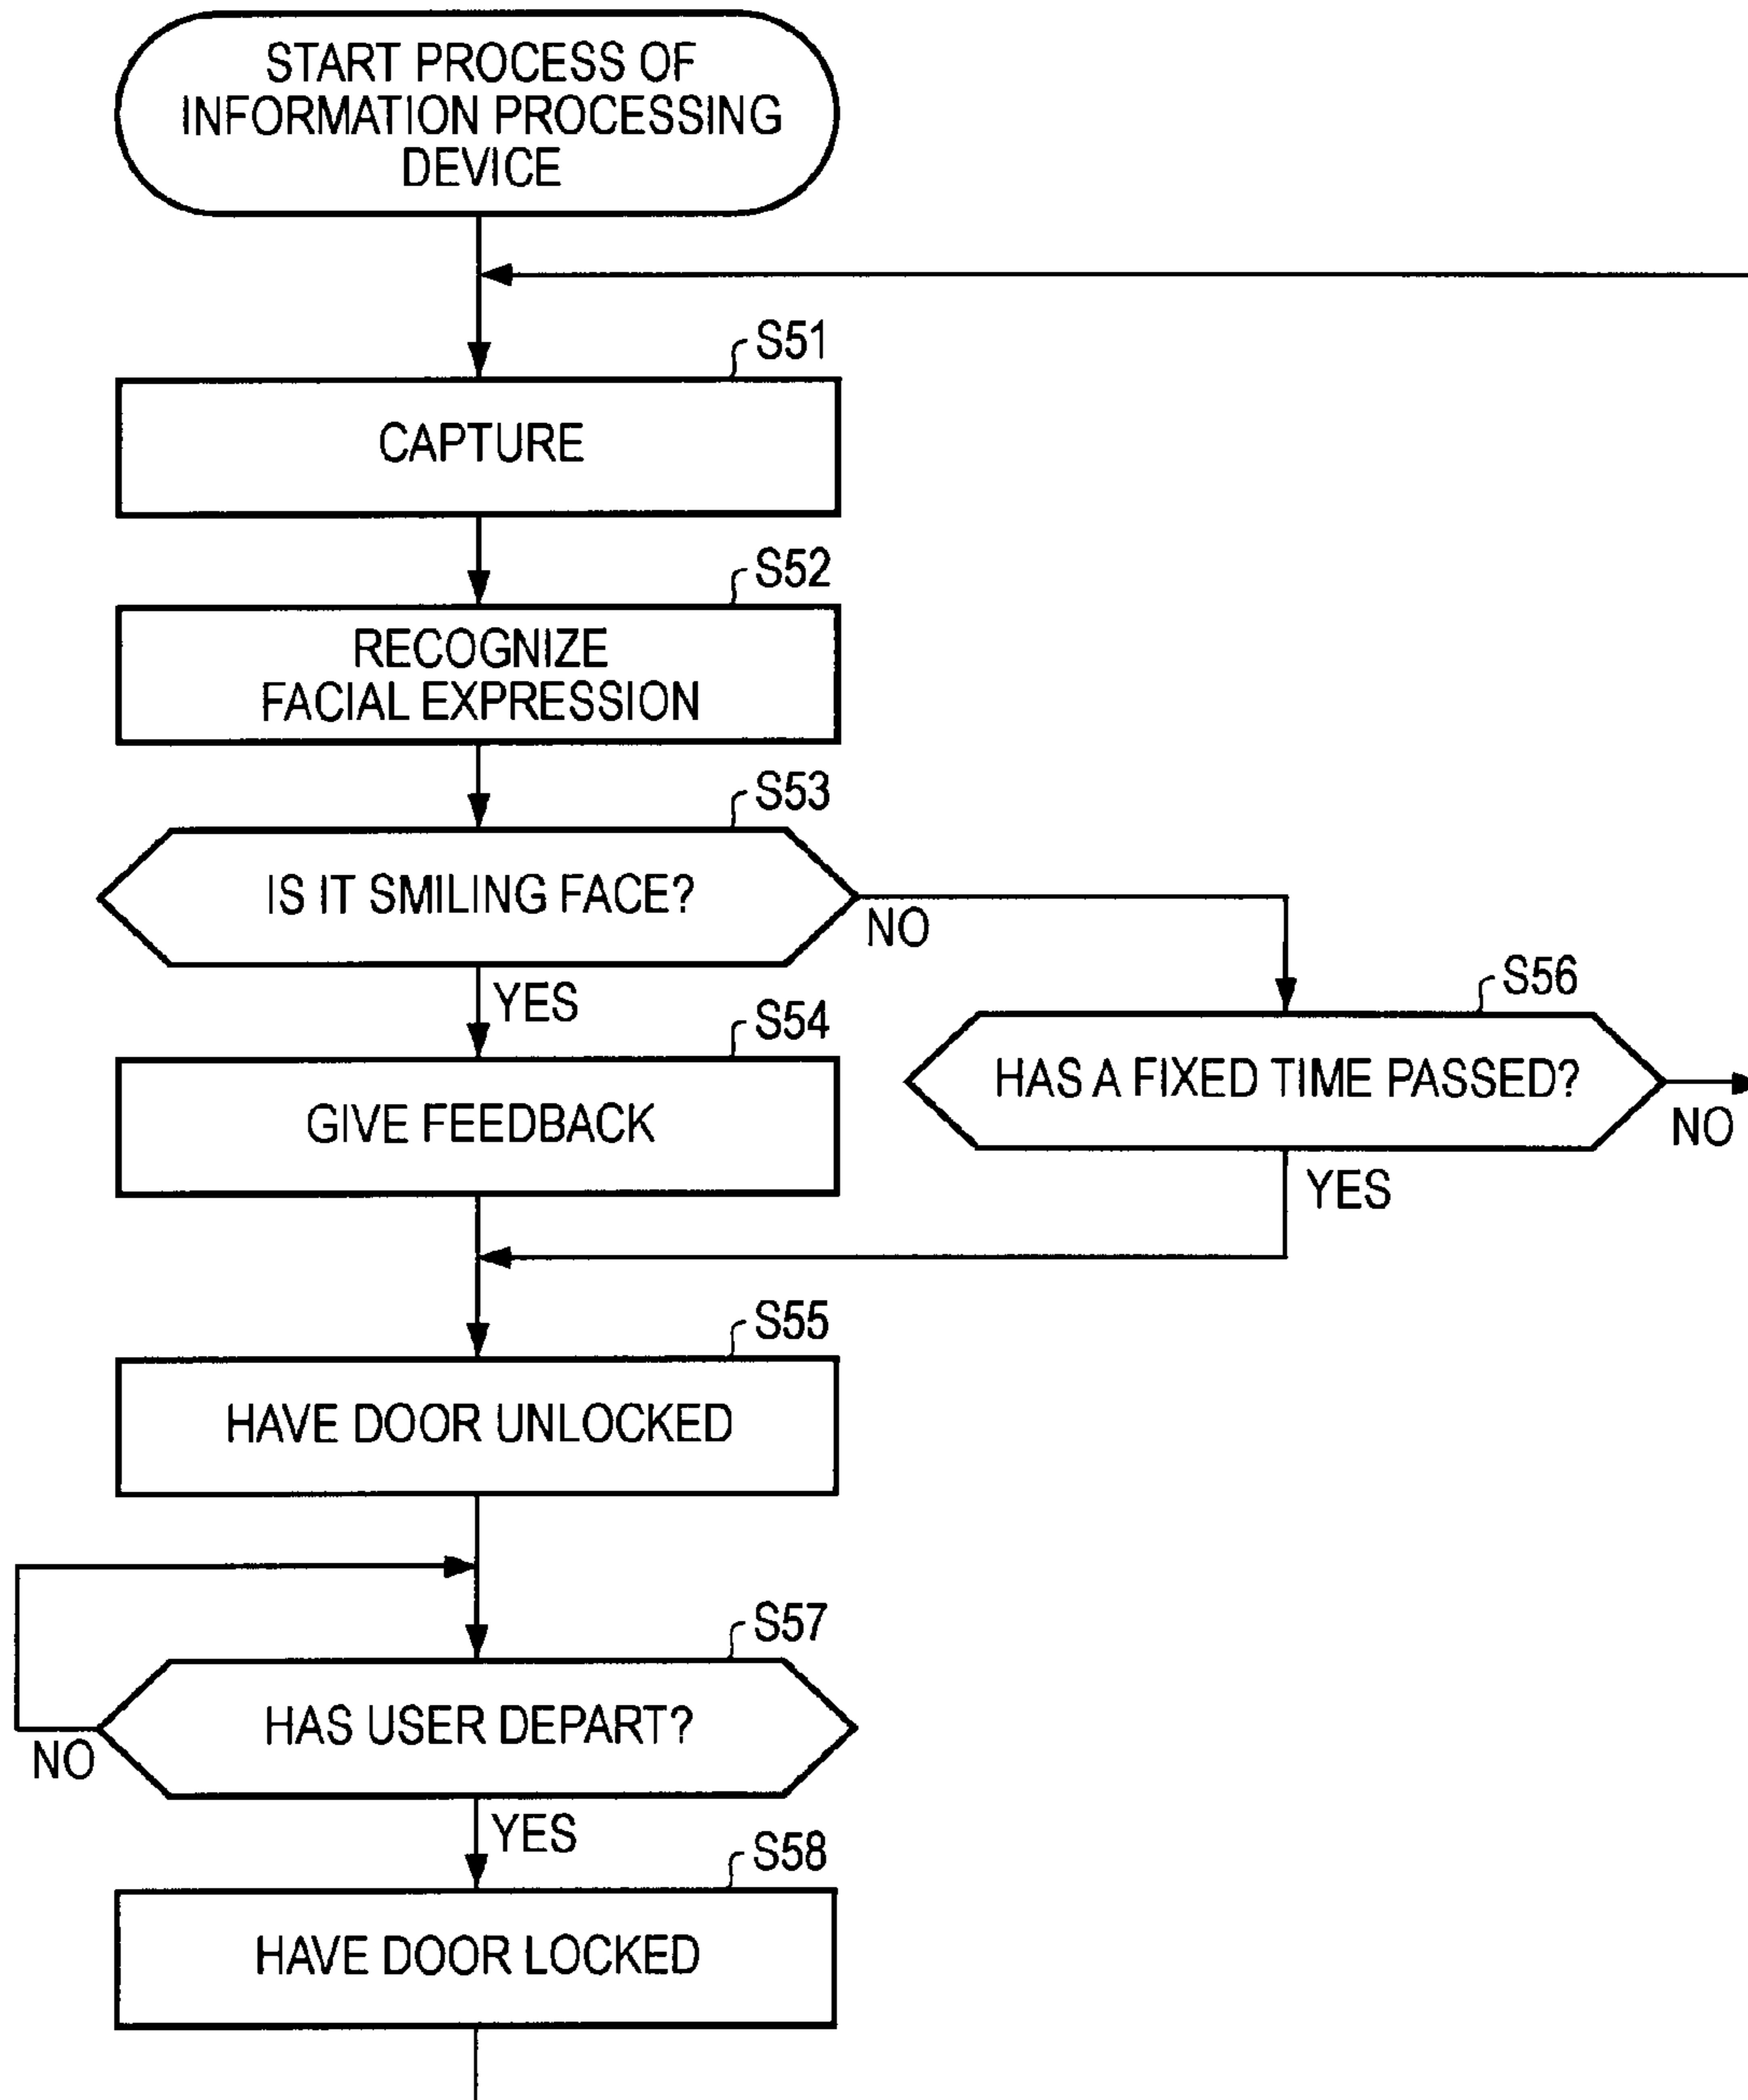 START PROCESS OF
INFORMATION PROCESSING
DEVICE
S51
CAPTURE
S52
RECOGNIZE
FACIAL EXPRESSION
S53
IS IT SMILING FACE?
NO
YES
S56
HAS A FIXED TIME PASSED?
NO
YES
S54
GIVE FEEDBACK
S55
HAVE DOOR UNLOCKED
S57
HAS USER DEPART?
NO
YES
S58
HAVE DOOR LOCKED